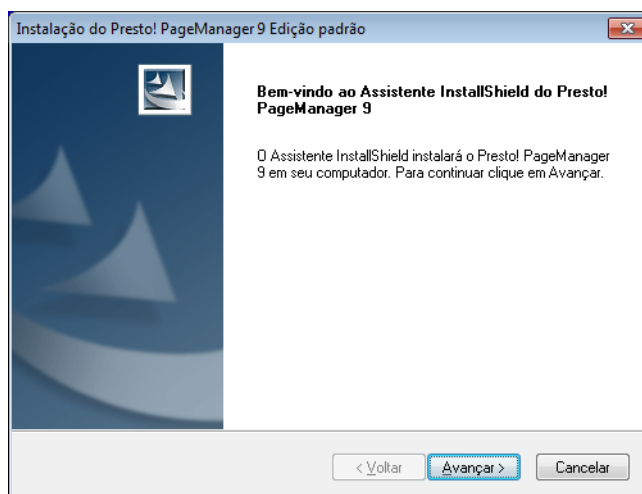 Instalação do Presto! PageManager 9 Edição padrão
Bem-vindo ao Assistente InstallShield do Presto!
PageManager 9
O Assistente InstallShield instalará o Presto! PageManager
9 em seu computador. Para continuar clique em Avançar.
< Voltar
Avançar >
Cancelar